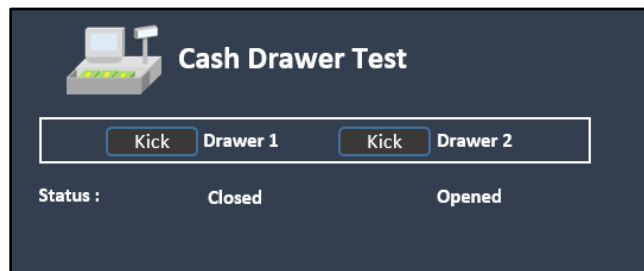 Cash Drawer Test
Kick Drawer 1 Kick Drawer 2
Status : Closed Opened